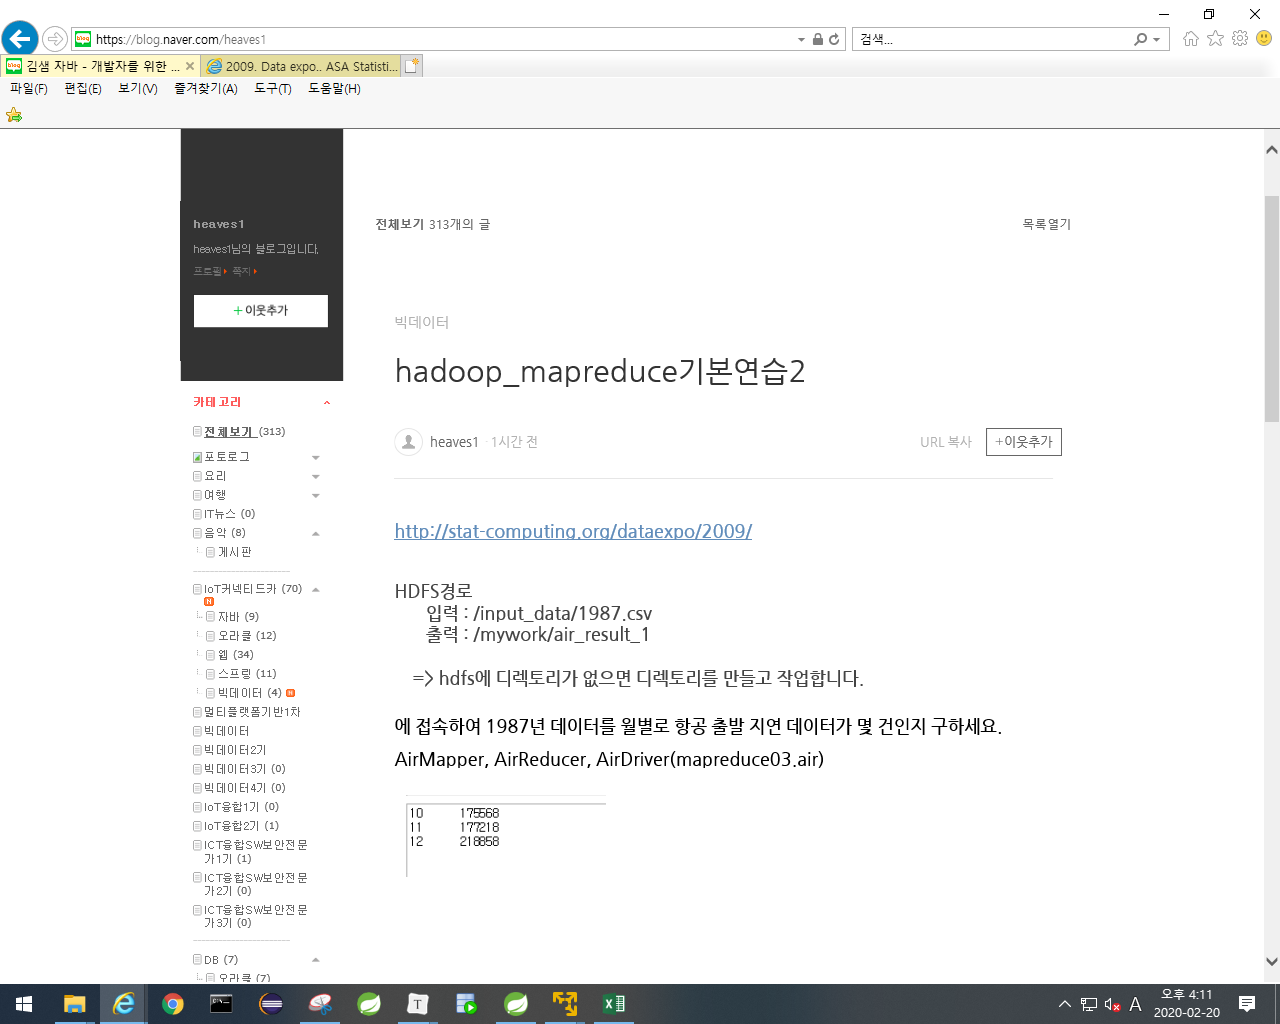 https://blog.naver.com/heaves1
검색...
김샘 자바 - 개발자를 위한 ...
2009. Data expo.. ASA Statisti...
파일(F) 편집(E) 보기(V) 즐겨찾기(A) 도구(T) 도움말(H)
heaves1
heaves1님의 블로그입니다.
프로필 쪽지
+ 이웃추가
카테고리
전체보기 (313)
포토로그
요리
여행
IT뉴스 (0)
음악 (8)
게시판
IoT커넥티드카 (70)
자바 (9)
오라클 (12)
웹 (34)
스프링 (11)
빅데이터 (4)
멀티플랫폼기반1차
빅데이터
빅데이터2기
빅데이터3기 (0)
빅데이터4기 (0)
IoT융합1기 (0)
IoT융합2기 (1)
ICT융합SW보안전문
가1기 (1)
ICT융합SW보안전문
가2기 (0)
ICT융합SW보안전문
가3기 (0)
DB (7)
오라클 (7)
전체보기 313개의 글
목록열기
빅데이터
hadoop_mapreduce기본연습2
heaves1 · 1시간 전
URL 복사 +이웃추가
http://stat-computing.org/dataexpo/2009/
HDFS경로
입력 : /input_data/1987.csv
출력 : /mywork/air_result_1
=> hdfs에 디렉토리가 없으면 디렉토리를 만들고 작업합니다.
에 접속하여 1987년 데이터를 월별로 항공 출발 지연 데이터가 몇 건인지 구하세요.
AirMapper, AirReducer, AirDriver(mapreduce03.air)
10 175568
11 177218
12 218858
A
오후 4:11
2020-02-20